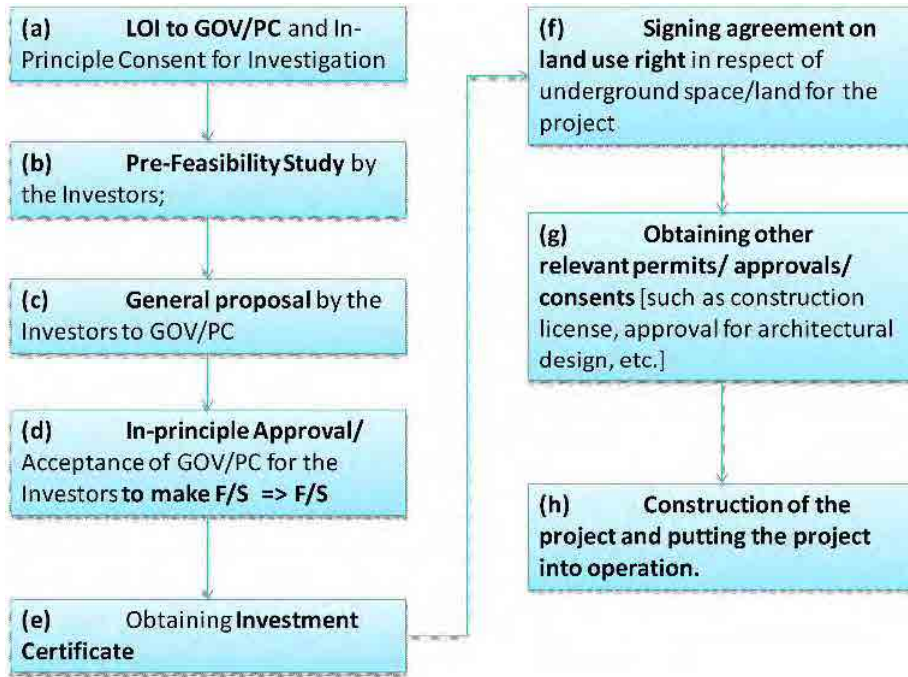 (a) LOI to GOV/PC and In-
Principle Consent for Investigation
(b) Pre-Feasibility Study by
the Investors;
(c) General proposal by the
Investors to GOV/PC
(d) In-principle Approval/
Acceptance of GOV/PC for the
Investors to make F/S => F/S
(e) Obtaining Investment
Certificate
(f) Signing agreement on
land use right in respect of
underground space/land for the
project
(g) Obtaining other
relevant permits/ approvals/
consents [such as construction
license, approval for architectural
design, etc.]
(h) Construction of the
project and putting the project
into operation.